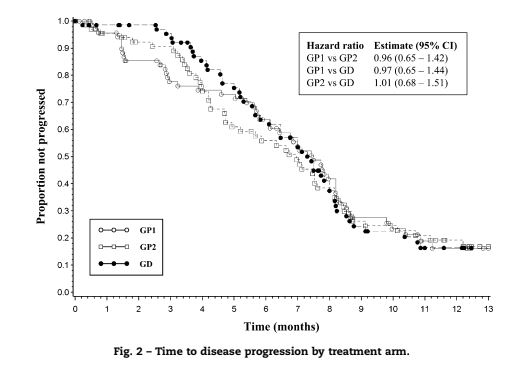 Hazard ratio Estimate (95% CI)
GP1 vs GP2 0.96 (0.65 – 1.42)
GP1 vs GD 0.97 (0.65 – 1.44)
GP2 vs GD 1.01 (0.68 – 1.51)
Proportion not progressed
1.0
0.9
0.8
0.7
0.6
0.5
0.4
0.3
0.2
0.1
0.0
GP1
GP2
GD
0 1 2 3 4 5 6 7 8 9 10 11 12 13
Time (months)
Fig. 2 – Time to disease progression by treatment arm.